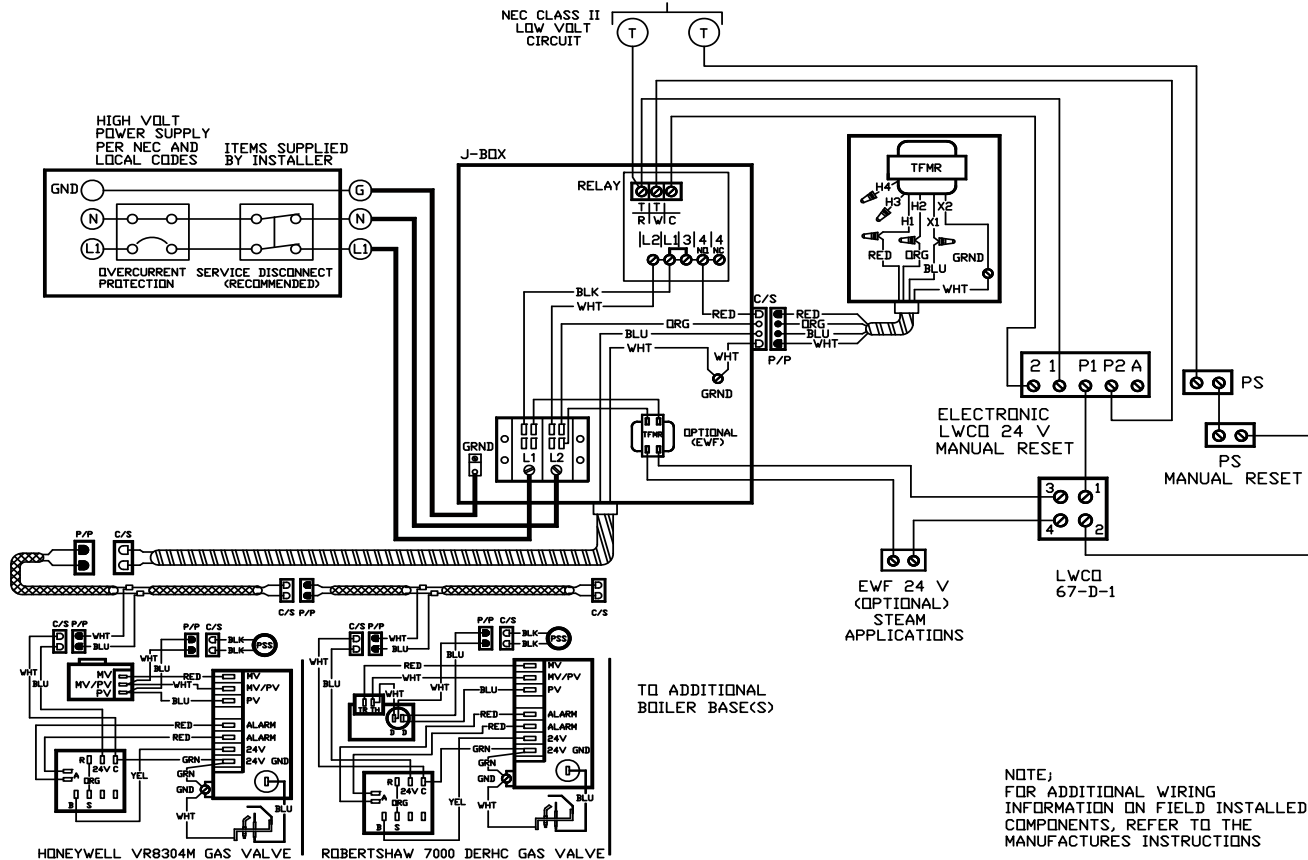 NEC CLASS II
LOW VOLT
CIRCUIT
T
T
HIGH VOLT
POWER SUPPLY
PER NEC AND
LOCAL CODES
ITEMS SUPPLIED
BY INSTALLER
GND
G
N
N
L1
L1
OVERCURRENT
PROTECTION
SERVICE DISCONNECT
(RECOMMENDED)
J-BOX
RELAY
T T
R W C
L2 L1 3 4 4
NO NC
BLK
WHT
RED
ORG
BLU
WHT
WHT
GRND
C/S
P/P
RED
ORG
BLU
WHT
TFMR
H4
H3
H2
X2
H1
X1
RED
ORG
BLU
GRND
WHT
GRND
L1
L2
TFMR
OPTIONAL
(EWF)
2 1 P1 P2 A
ELECTRONIC
LWCO 24 V
MANUAL RESET
PS
PS
MANUAL RESET
3
1
4
2
LWCO
67-D-1
EWF 24 V
(OPTIONAL)
STEAM
APPLICATIONS
P/P
C/S
C/S P/P
C/S
C/S P/P
WHT
BLU
P/P C/S
BLK
BLK
PSS
WHT
BLU
WHT
BLU
MV
MV/PV
PV
RED
WHT
BLU
MV
MV/PV
PV
RED
RED
ALARM
ALARM
24V
24V GND
R
24V C
A
ORG
B S
YEL
GRN
GRN
GND
WHT
BLU
HONEYWELL VR8304M GAS VALVE
C/S P/P
WHT
BLU
P/P C/S
BLK
BLK
PSS
WHT
BLU
WHT
BLU
RED
WHT
WHT
BLU
TR TH
D D
MV
MV/PV
PV
RED
RED
ALARM
ALARM
24V
24V GND
GRN
GRN
GND
R
24V C
A
ORG
B S
YEL
WHT
BLU
ROBERTSHAW 7000 DERHC GAS VALVE
TO ADDITIONAL
BOILER BASE(S)
NOTE;
FOR ADDITIONAL WIRING
INFORMATION ON FIELD INSTALLED
COMPONENTS, REFER TO THE
MANUFACTURES INSTRUCTIONS